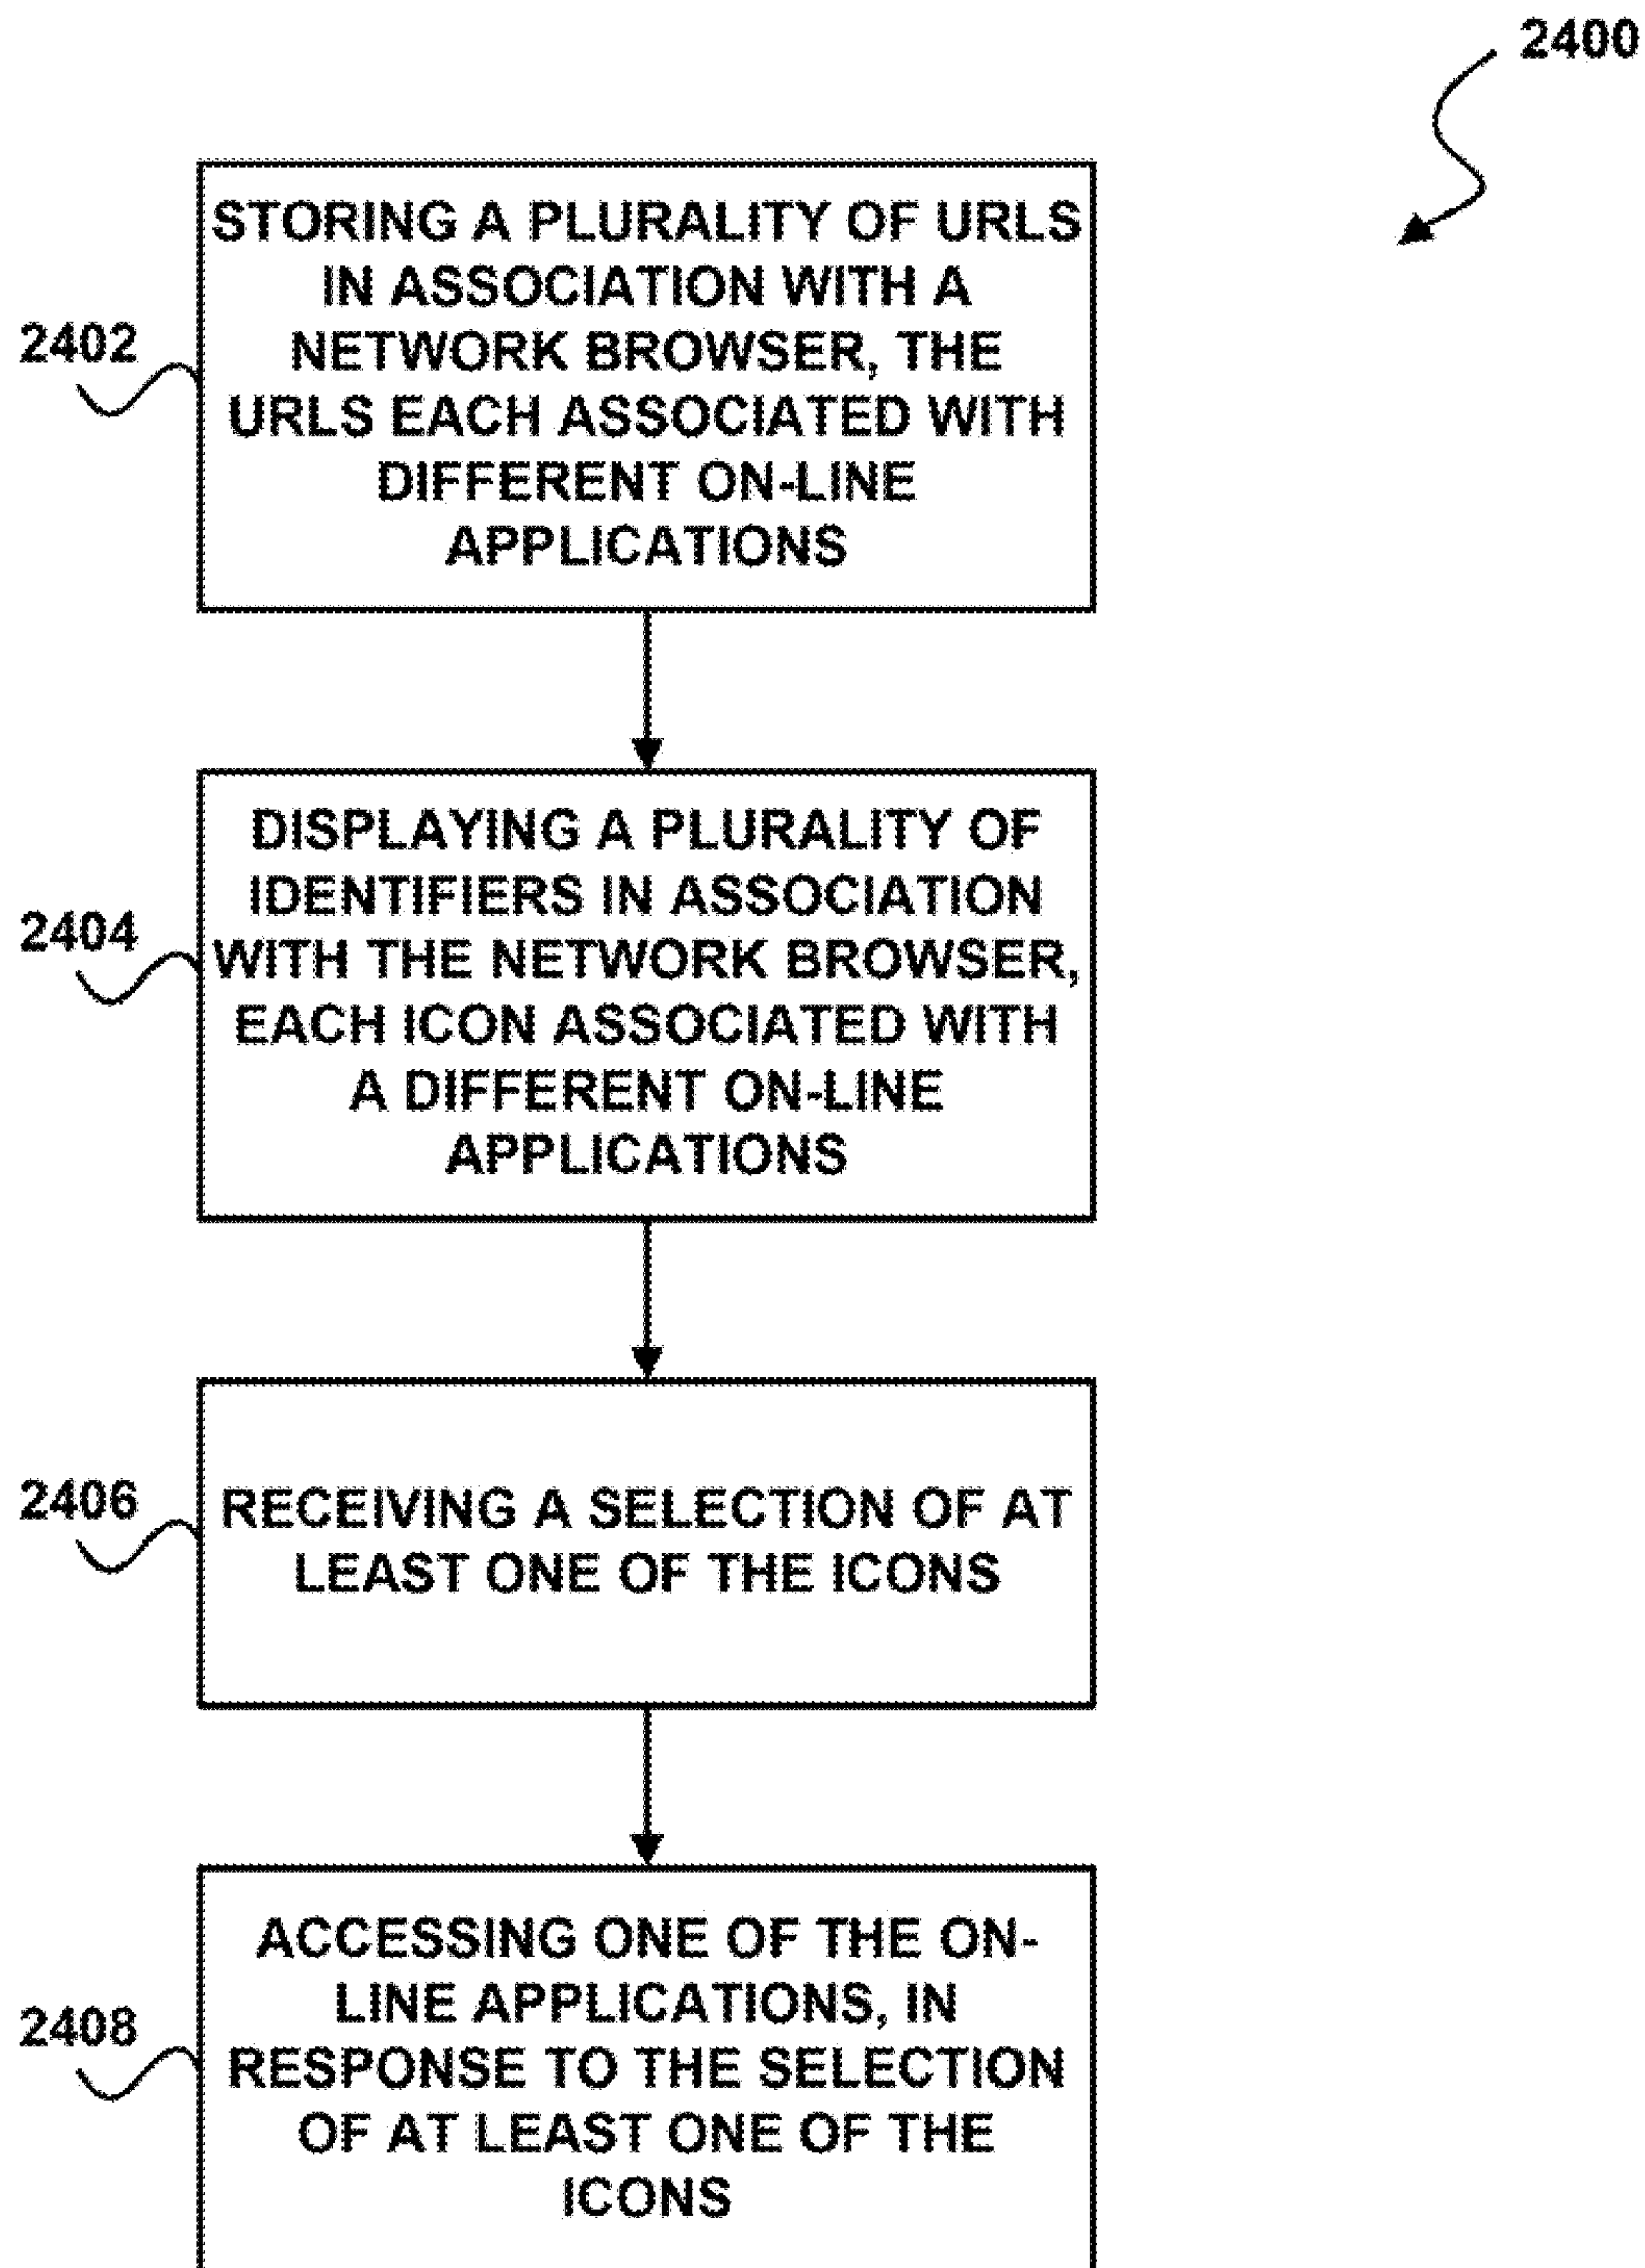 2400
STORING A PLURALITY OF URLS
IN ASSOCIATION WITH A
NETWORK BROWSER, THE
URLS EACH ASSOCIATED WITH
DIFFERENT ON-LINE
APPLICATIONS
2402
DISPLAYING A PLURALITY OF
IDENTIFIERS IN ASSOCIATION
WITH THE NETWORK BROWSER,
EACH ICON ASSOCIATED WITH
A DIFFERENT ON-LINE
APPLICATIONS
2404
RECEIVING A SELECTION OF AT
LEAST ONE OF THE ICONS
2406
ACCESSING ONE OF THE ON-
LINE APPLICATIONS, IN
RESPONSE TO THE SELECTION
OF AT LEAST ONE OF THE
ICONS
2408